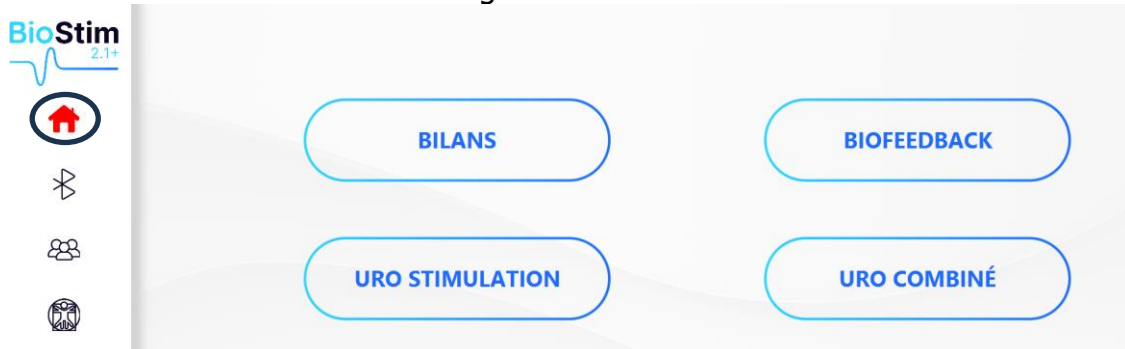 BioStim
2.1+
BILANS
BIOFEEDBACK
URO STIMULATION
URO COMBINÉ